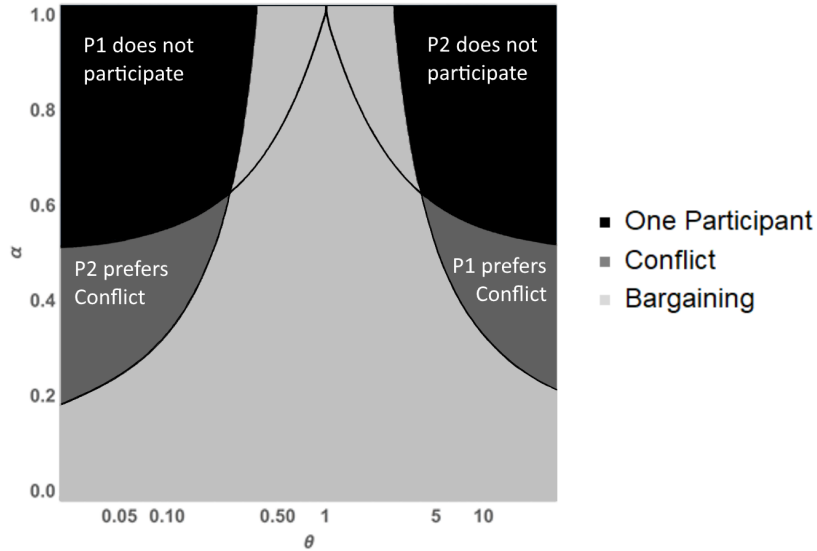 1.0
0.8
0.6
0.4
0.2
0.0
α
P1 does not
participate
P2 does not
participate
P2 prefers
Conflict
P1 prefers
Conflict
0.05 0.10 0.50 1 5 10
θ
One Participant
Conflict
Bargaining